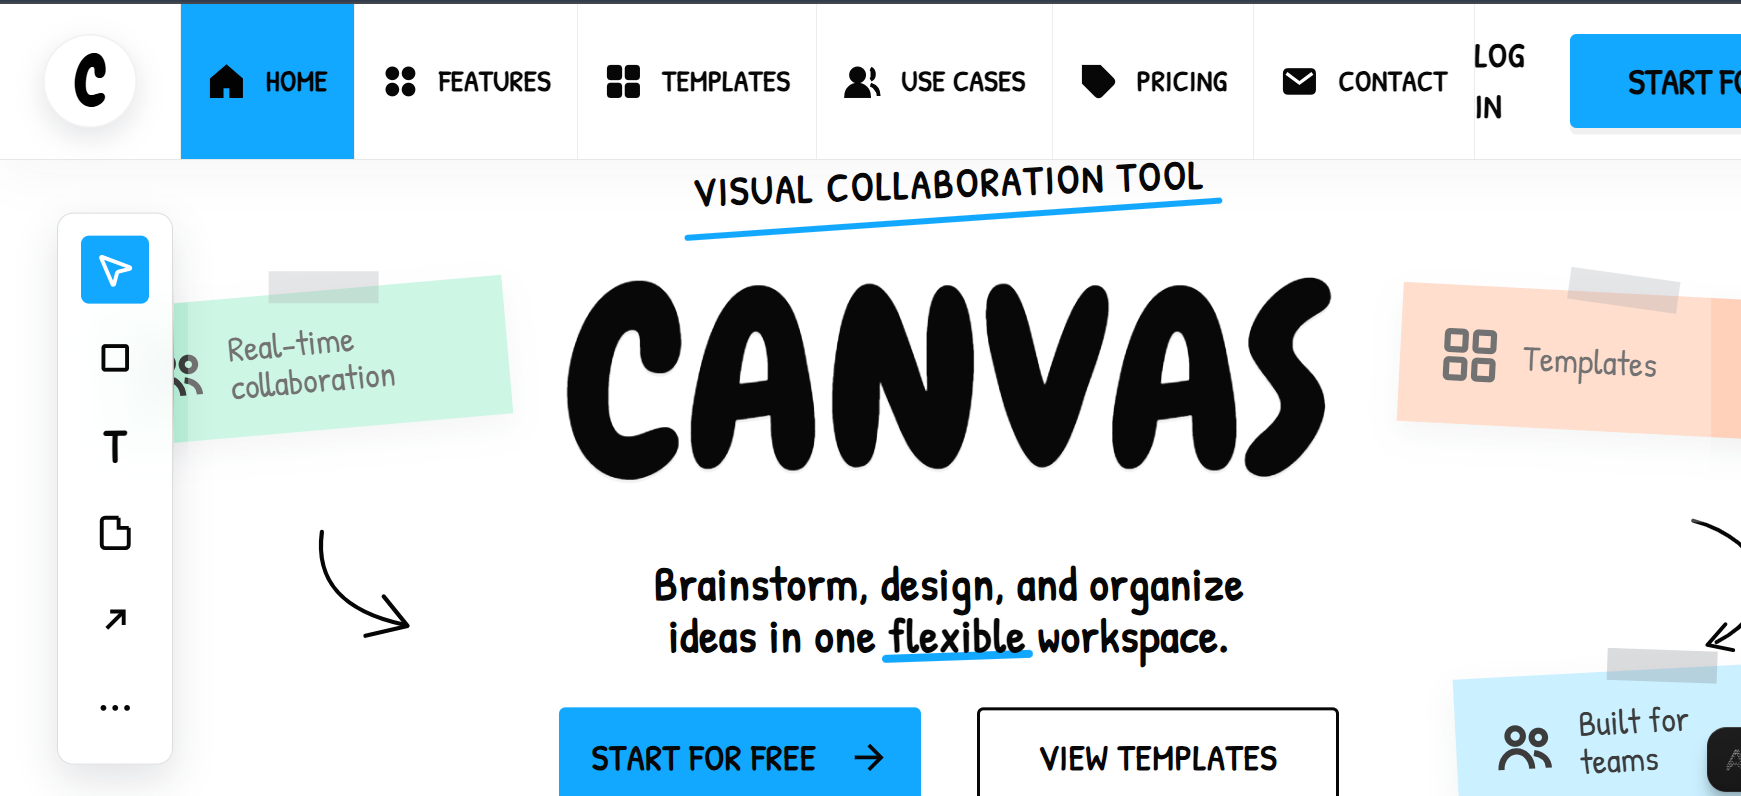 C
HOME
FEATURES
TEMPLATES
USE CASES
PRICING
CONTACT
LOG
IN
START
VISUAL COLLABORATION TOOL
CANVAS
Real-time
collaboration
Templates
Brainstorm, design, and organize
ideas in one flexible workspace.
START FOR FREE
VIEW TEMPLATES
Built for
teams
T